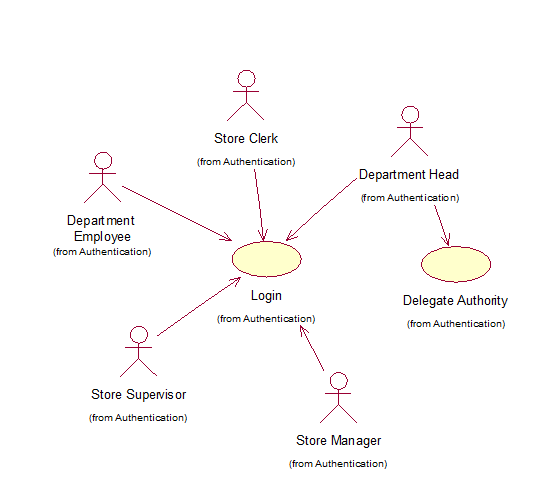 Store Clerk
(from Authentication)
Department Head
(from Authentication)
Department
Employee
(from Authentication)
Login
(from Authentication)
Delegate Authority
(from Authentication)
Store Supervisor
(from Authentication)
Store Manager
(from Authentication)